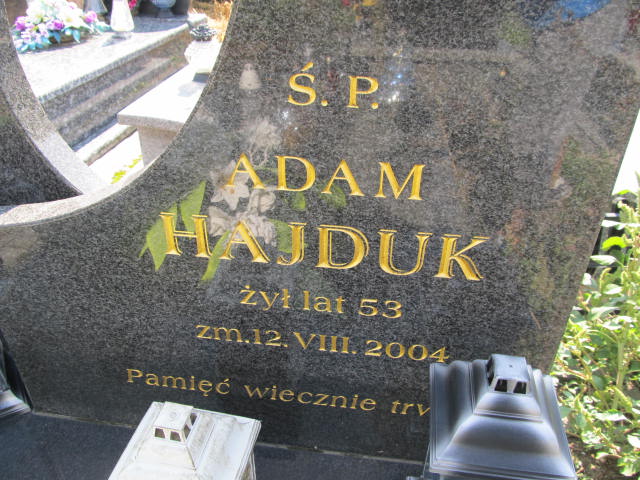 Ś. P.
ADAM
HAJDUK
żył lat 53
zm.12.VIII.2004
Pamięć wiecznie